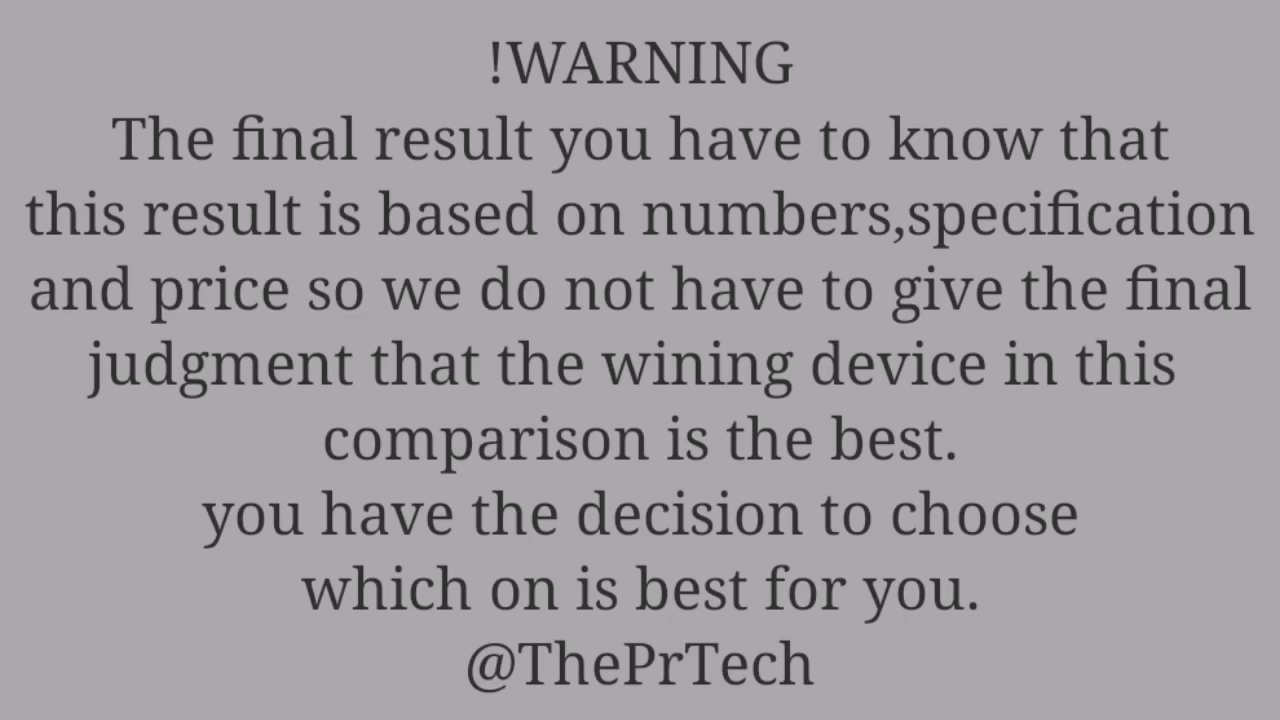 !WARNING
The final result you have to know that
this result is based on numbers,specification
and price so we do not have to give the final
judgment that the wining device in this
comparison is the best.
you have the decision to choose
which on is best for you.
@ThePrTech